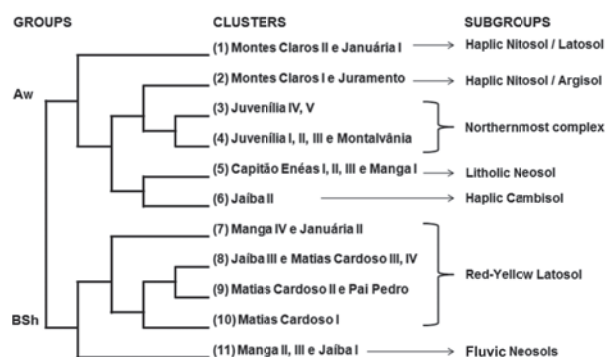 GROUPS CLUSTERS SUBGROUPS
(1) Montes Claros II e Januária I Haplic Nitosol / Latosol
Aw
(2) Montes Claros I e Juramento Haplic Nitosol / Argisol
(3) Juvenília IV, V
Northernmost complex
(4) Juvenília I, II, III e Montalvânia
(5) Capitão Enéas I, II, III e Manga I Litholic Neosol
(6) Jaíba II Haplic Cambisol
(7) Manga IV e Januária II
(8) Jaíba III e Matias Cardoso III, IV
Red-Yellow Latosol
(9) Matias Cardoso II e Pai Pedro
BSh
(10) Matias Cardoso I
(11) Manga II, III e Jaíba I Fluvic Neosols